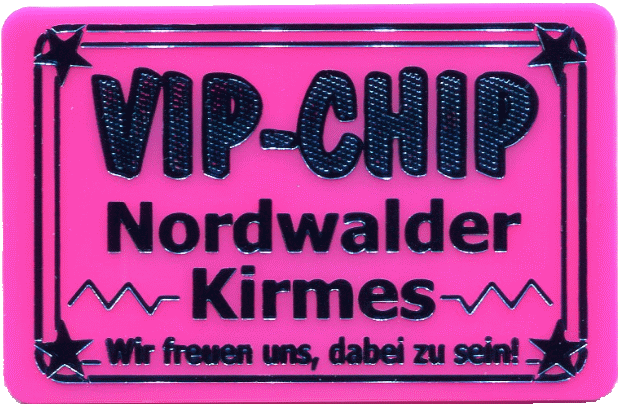 VIP-CHIP
Nordwalder
Kirmes
Wir freuen uns, dabei zu sein!